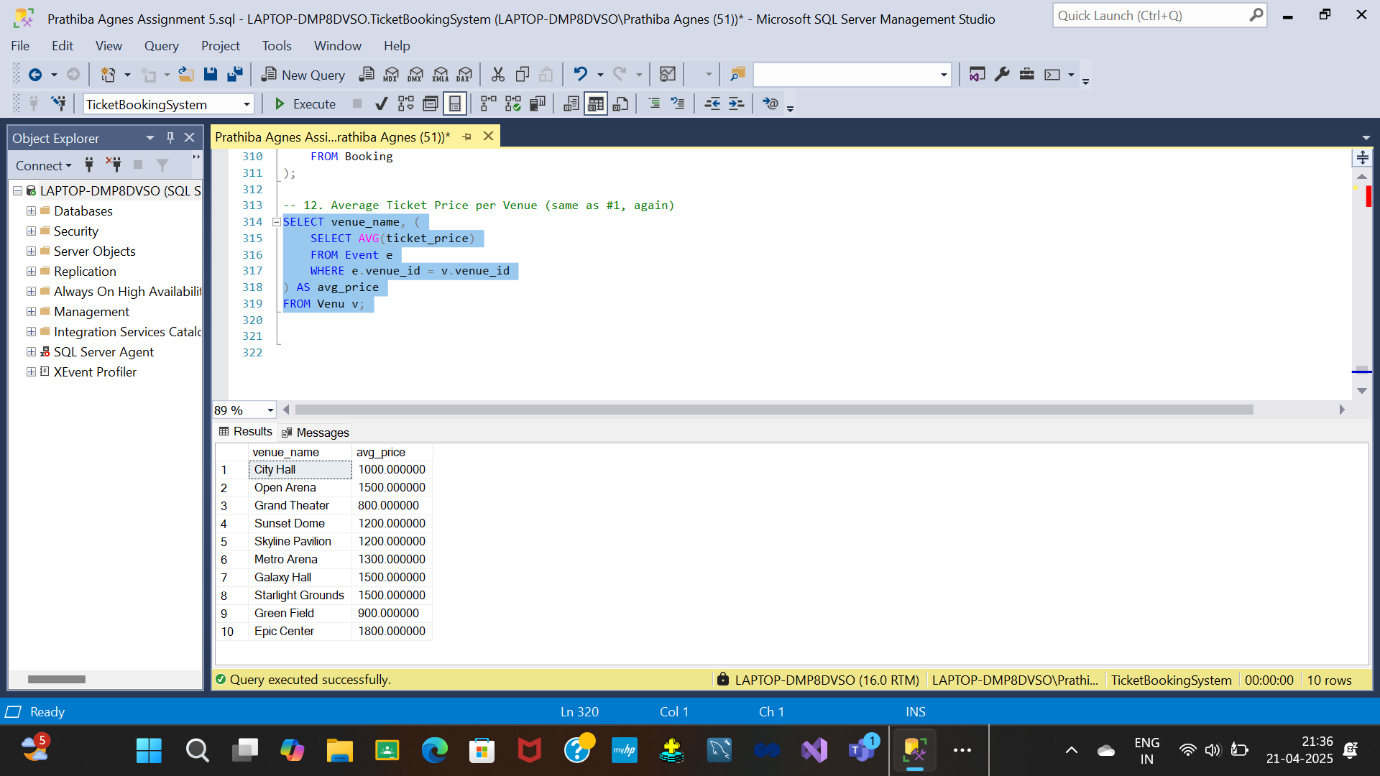 Prathiba Agnes Assignment 5.sql - LAPTOP-DMP8DVSO.TicketBookingSystem (LAPTOP-DMP8DVSO\Prathiba Agnes (51))* - Microsoft SQL Server Management Studio
Quick Launch (Ctrl+Q)
File Edit View Query Project Tools Window Help
New Query MDX DMX XMLA DAX
TicketBookingSystem Execute
Object Explorer
Prathiba Agnes Assi...rathiba Agnes (51))*
Connect
LAPTOP-DMP8DVSO (SQL S
Databases
Security
Server Objects
Replication
Always On High Availabilit
Management
Integration Services Catalo
SQL Server Agent
XEvent Profiler
310 FROM Booking
311 );
312
313 -- 12. Average Ticket Price per Venue (same as #1, again)
314 SELECT venue_name, (
315 SELECT AVG(ticket_price)
316 FROM Event e
317 WHERE e.venue_id = v.venue_id
318 ) AS avg_price
319 FROM Venu v;
320
321
322
89 %
Results Messages
venue_name avg_price
1 City Hall 1000.000000
2 Open Arena 1500.000000
3 Grand Theater 800.000000
4 Sunset Dome 1200.000000
5 Skyline Pavilion 1200.000000
6 Metro Arena 1300.000000
7 Galaxy Hall 1500.000000
8 Starlight Grounds 1500.000000
9 Green Field 900.000000
10 Epic Center 1800.000000
Query executed successfully. LAPTOP-DMP8DVSO (16.0 RTM) LAPTOP-DMP8DVSO\Prathi... TicketBookingSystem 00:00:00 10 rows
Ready Ln 320 Col 1 Ch 1 INS
5
myhp
1
ENG
IN
21:36
21-04-2025